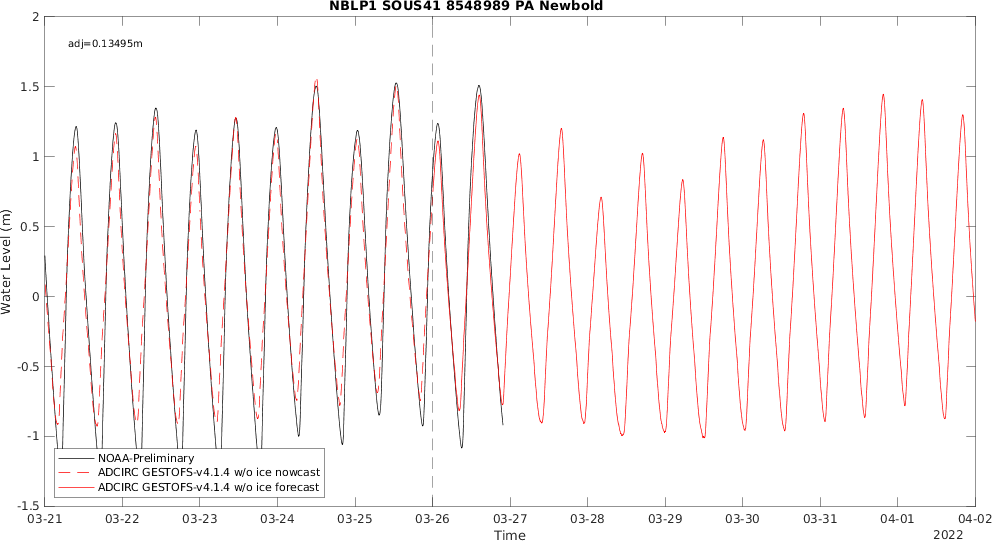 NBLP1 SOUS41 8548989 PA Newbold
adj=0.13495m
2
1.5
1
0.5
0
-0.5
-1
-1.5
Water Level (m)
NOAA-Preliminary
ADCIRC GESTOFS-v4.1.4 w/o ice nowcast
ADCIRC GESTOFS-v4.1.4 w/o ice forecast
03-21 03-22 03-23 03-24 03-25 03-26 03-27 03-28 03-29 03-30 03-31 04-01 04-02
Time
2022